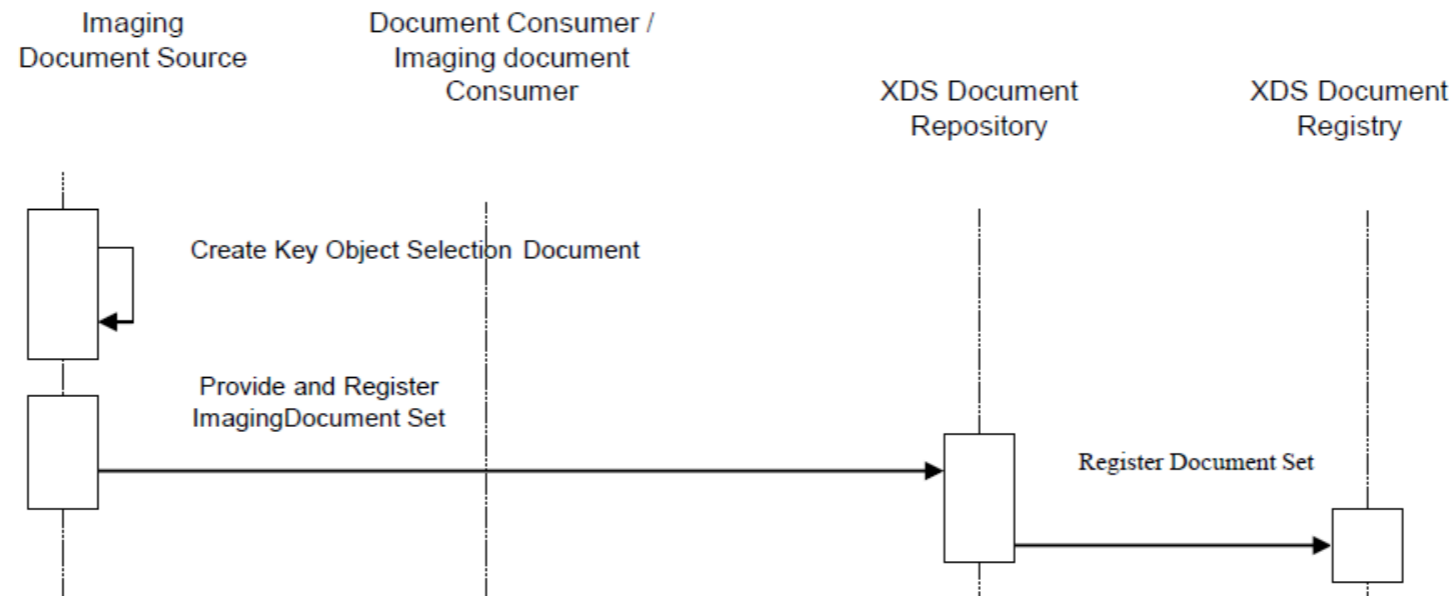 Imaging
Document Source
Document Consumer /
Imaging document
Consumer
XDS Document
Repository
XDS Document
Registry
Create Key Object Selection Document
Provide and Register
ImagingDocument Set
Register Document Set